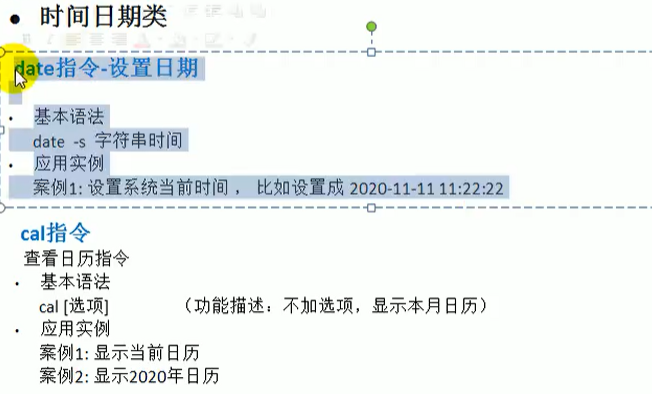 ● 时间日期类
date指令-设置日期
• 基本语法
date -s 字符串时间
• 应用实例
案例1: 设置系统当前时间 ， 比如设置成 2020-11-11 11:22:22
cal指令
查看日历指令
• 基本语法
cal [选项] （功能描述：不加选项，显示本月日历）
• 应用实例
案例1: 显示当前日历
案例2: 显示2020年日历